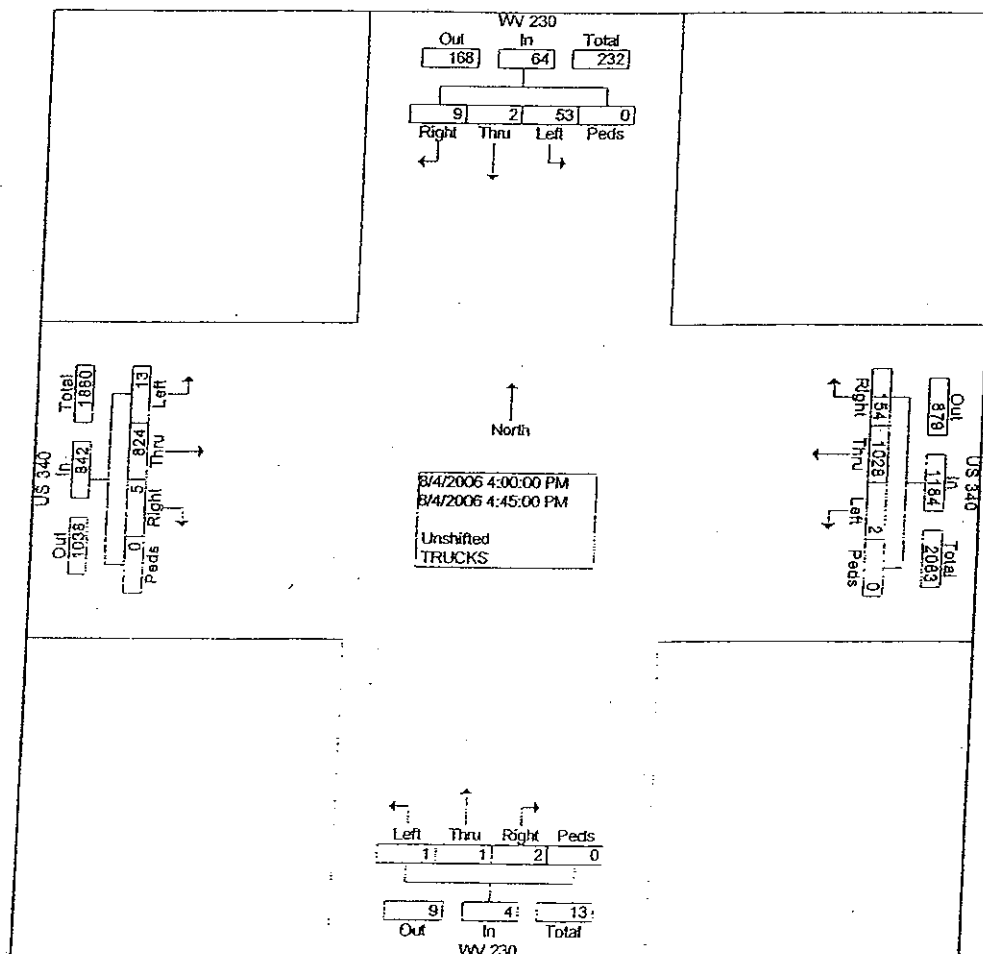 WV 230
Out In Total
168 64 232
9 2 53 0
Right Thru Left Peds
US 340
Total
1880
In
842
Out
1038
13
Left
824
Thru
5
Right
0
Peds
North
8/4/2006 4:00:00 PM
8/4/2006 4:45:00 PM
Unshifted
TRUCKS
Right
154
Thru
1028
Left
2
Peds
0
Out
879
In
1184
Total
2063
US 340
Left Thru Right Peds
1 1 2 0
9 4 13
Out In Total
WV 230